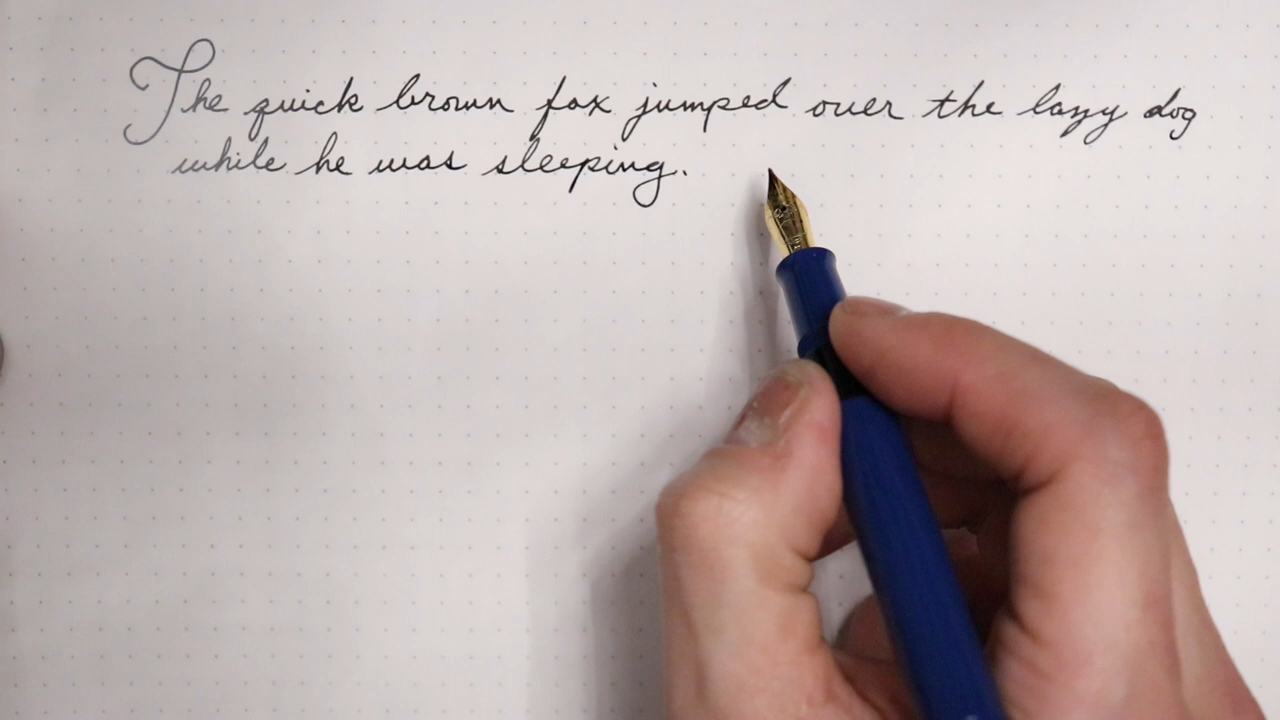 The quick brown fox jumped over the lazy dog
while he was sleeping.